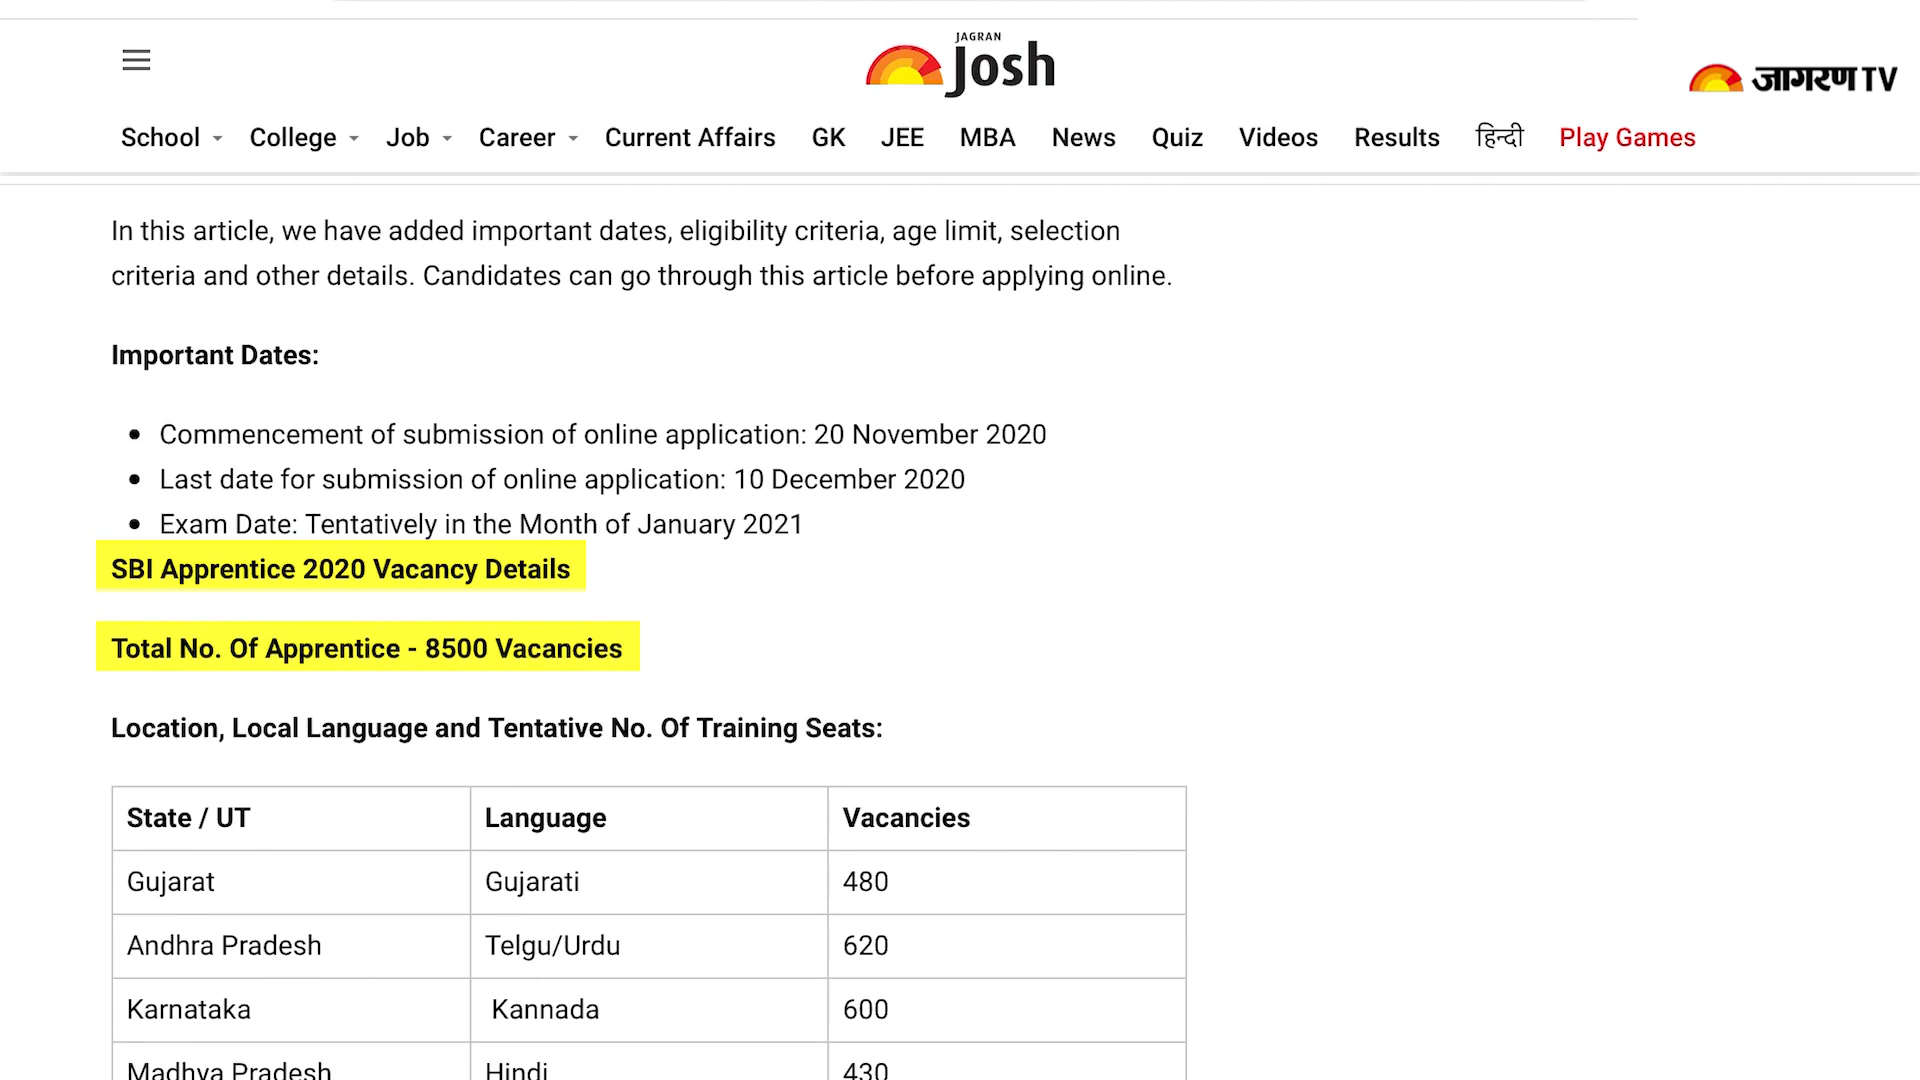 JAGRAN
Josh
जागरण TV
School College Job Career Current Affairs GK JEE MBA News Quiz Videos Results हिन्दी Play Games
In this article, we have added important dates, eligibility criteria, age limit, selection
criteria and other details. Candidates can go through this article before applying online.
Important Dates:
Commencement of submission of online application: 20 November 2020
Last date for submission of online application: 10 December 2020
Exam Date: Tentatively in the Month of January 2021
SBI Apprentice 2020 Vacancy Details
Total No. Of Apprentice - 8500 Vacancies
Location, Local Language and Tentative No. Of Training Seats:
State / UT Language Vacancies
Gujarat Gujarati 480
Andhra Pradesh Telgu/Urdu 620
Karnataka Kannada 600
Madhya Pradesh Hindi 430